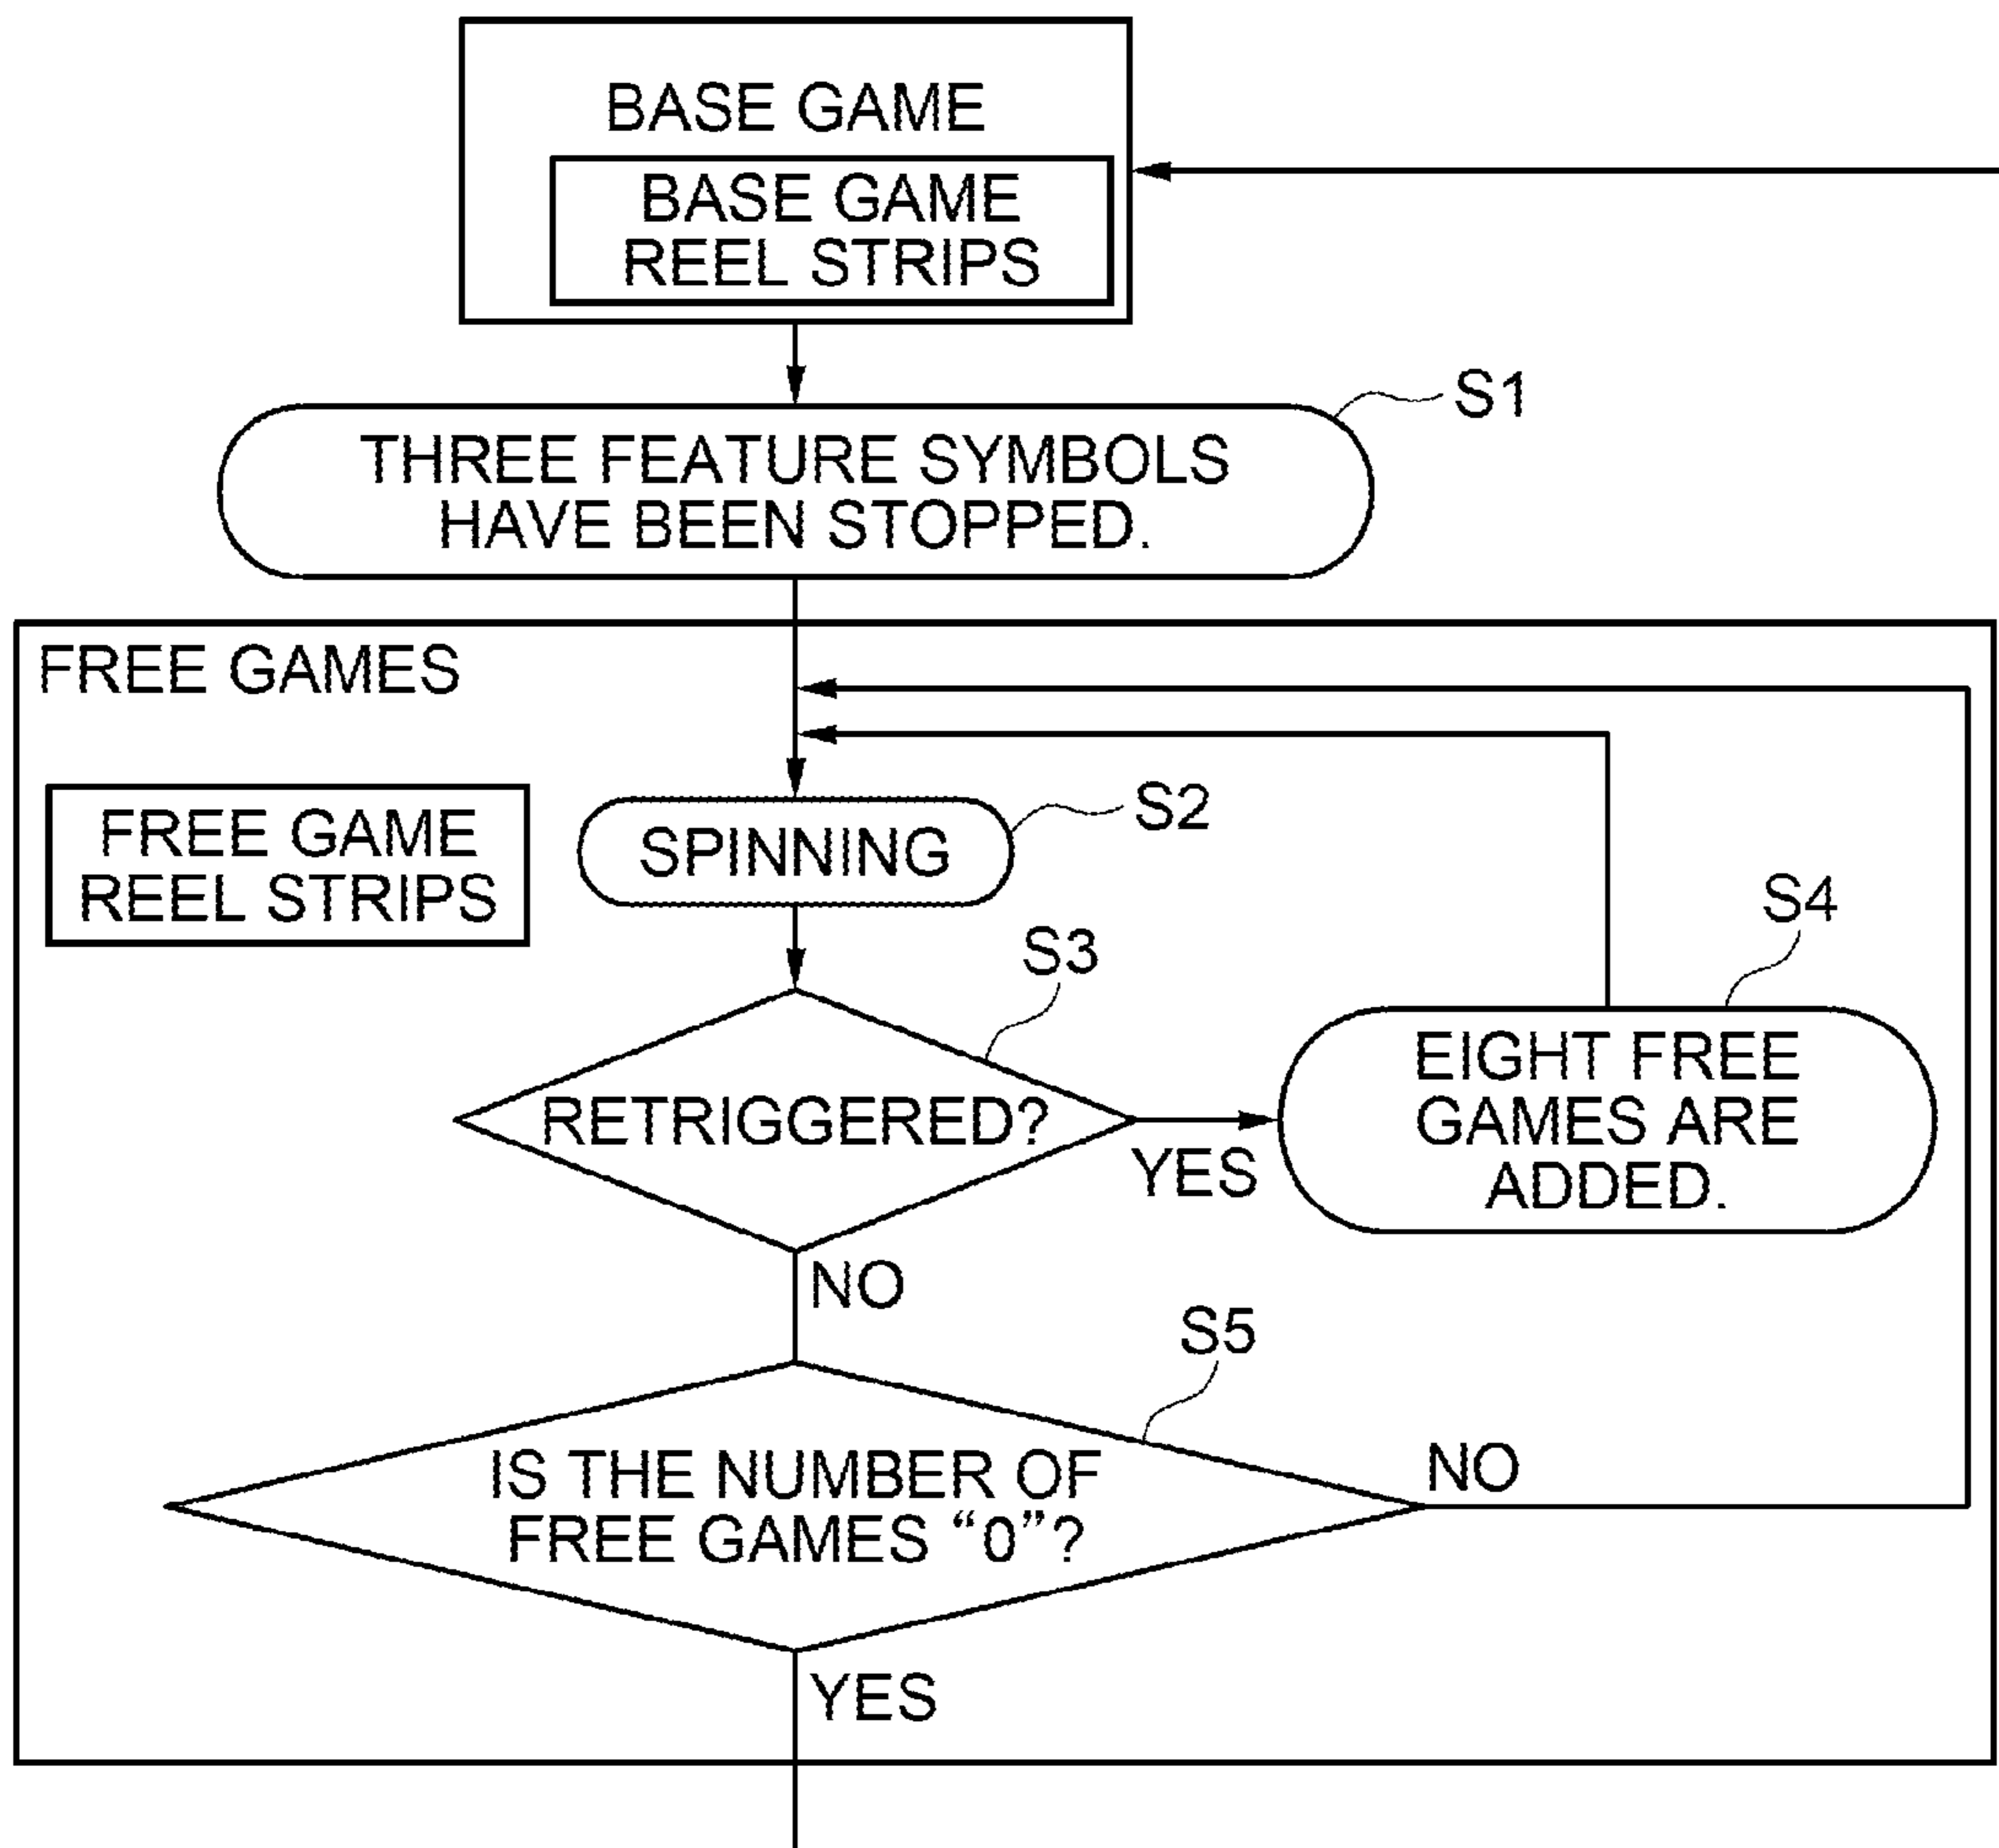 BASE GAME
BASE GAME
REEL STRIPS
S1
THREE FEATURE SYMBOLS
HAVE BEEN STOPPED.
FREE GAMES
FREE GAME
REEL STRIPS
SPINNING
S2
S3
S4
RETRIGGERED?
YES
EIGHT FREE
GAMES ARE
ADDED.
NO
S5
IS THE NUMBER OF
FREE GAMES “0”?
NO
YES